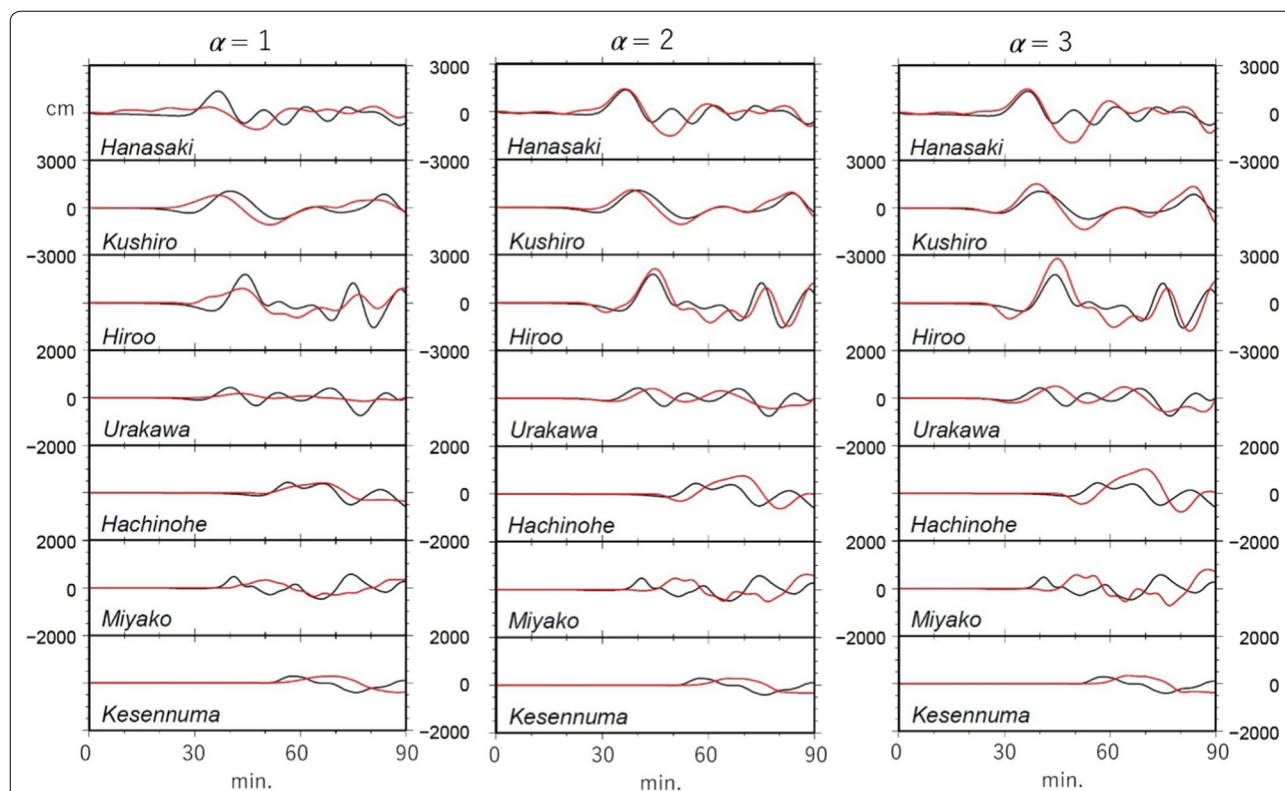 α = 1 α = 2 α = 3
cm 3000 3000
0 0
Hanasaki Hanasaki Hanasaki
3000 −3000 −3000
0
Kushiro Kushiro Kushiro
−3000 3000 3000
0 0
Hiroo Hiroo Hiroo
2000 −3000 2000 −3000
0 0
Urakawa Urakawa Urakawa
−2000 2000 −2000 2000
0 0
Hachinohe Hachinohe Hachinohe
2000 −2000 2000 −2000
0 0
Miyako Miyako Miyako
−2000 2000 −2000 2000
0 0
Kesennuma Kesennuma Kesennuma
−2000 −2000
0 30 60 90 0 30 60 90 0 30 60 90
min. min. min.